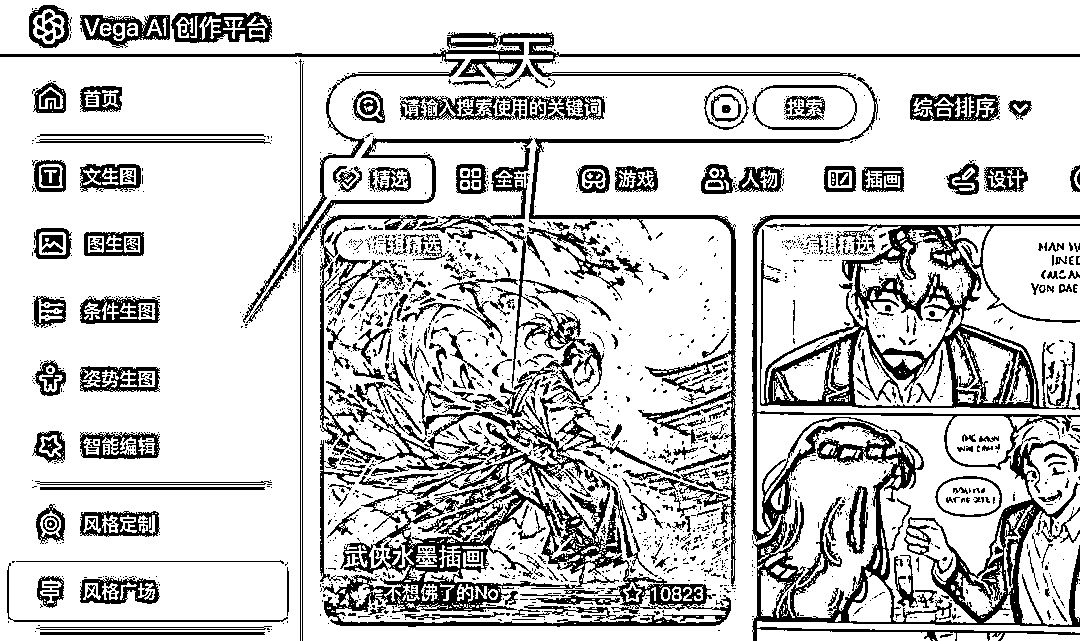 Vega AI 创作平台
云天
首页
请输入搜索使用的关键词
搜索
综合排序
文生图
精选
全部
游戏
人物
插画
设计
图生图
编辑精选
编辑精选
条件生图
姿势生图
智能编辑
风格定制
武侠水墨插画
风格广场
不想佛了的No
10823